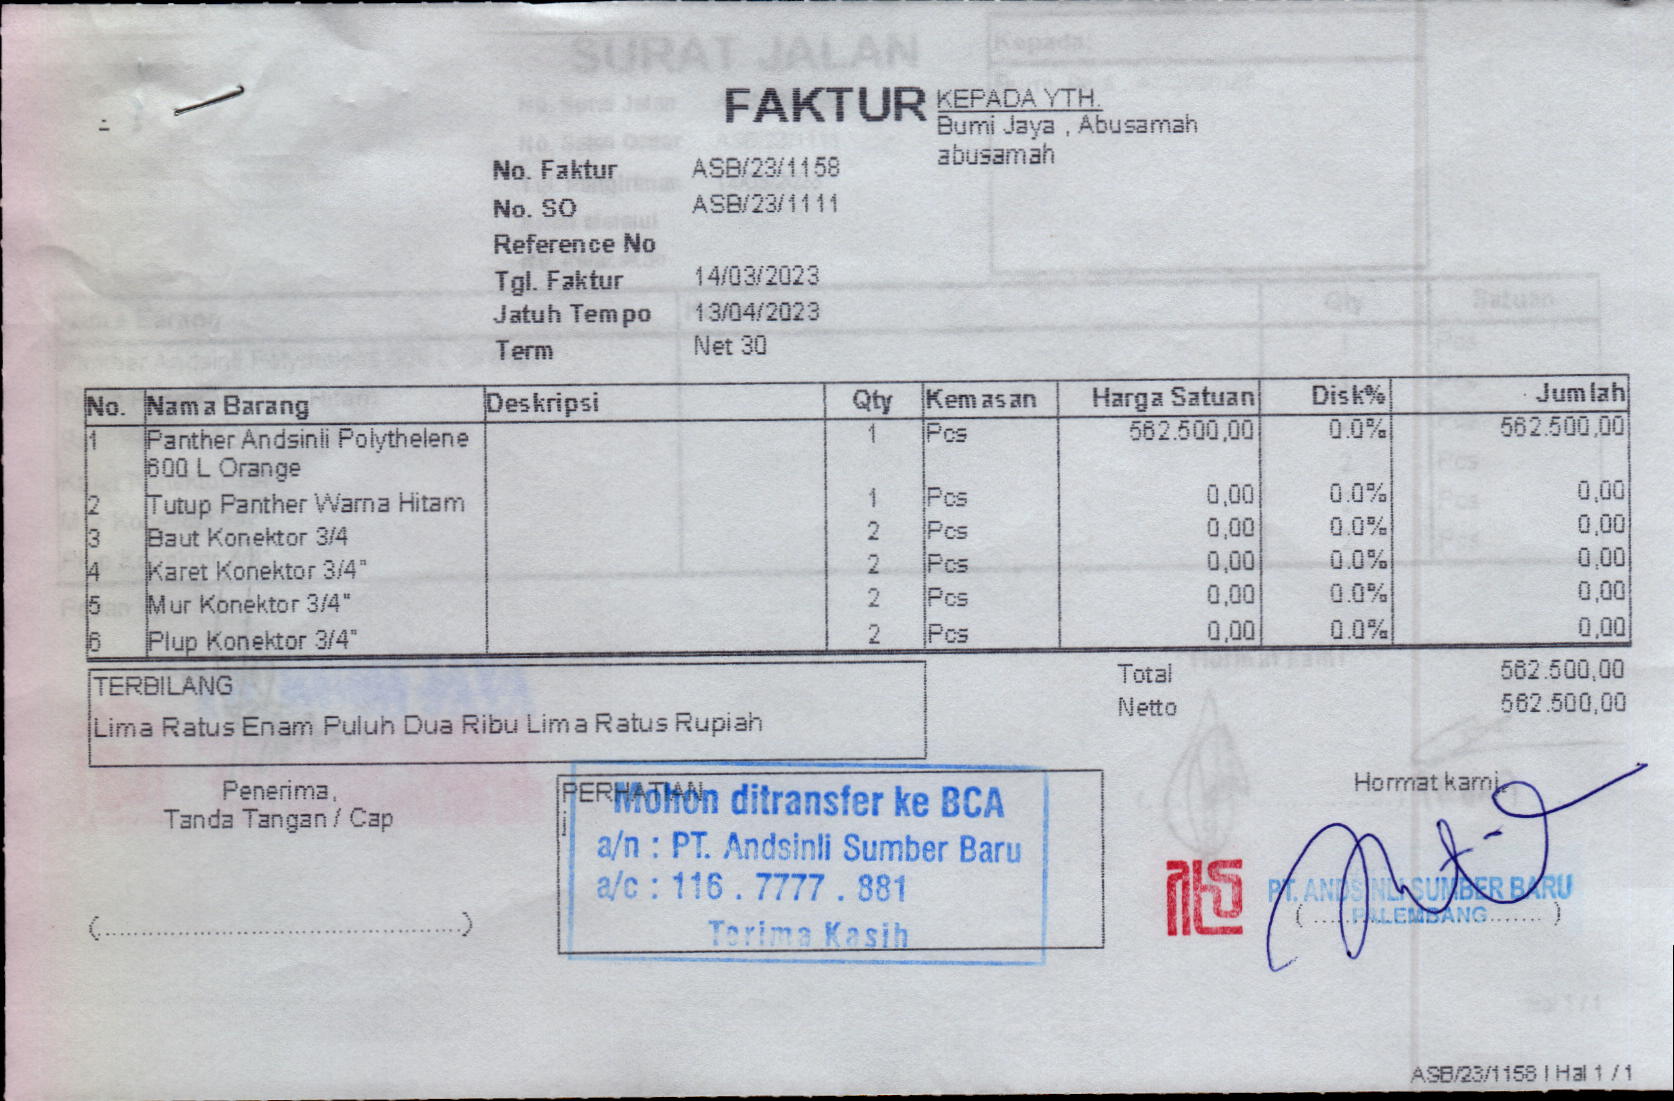 FAKTUR
KEPADA YTH.
Bumi Jaya , Abusamah
abusamah
No. Faktur ASB/23/1158
No. SO ASB/23/1111
Reference No
Tgl. Faktur 14/03/2023
Jatuh Tempo 13/04/2023
Term Net 30
No. Nama Barang Deskripsi Qty Kemasan Harga Satuan Disk% Jumlah
1 Panther Andsinli Polythelene 1 Pcs 562.500,00 0.0% 562.500,00
600 L Orange
2 Tutup Panther Warna Hitam 1 Pcs 0,00 0.0% 0,00
3 Baut Konektor 3/4 2 Pcs 0,00 0.0% 0,00
4 Karet Konektor 3/4" 2 Pcs 0,00 0.0% 0,00
5 Mur Konektor 3/4" 2 Pcs 0,00 0.0% 0,00
6 Plup Konektor 3/4" 2 Pcs 0,00 0.0% 0,00
Total 562.500,00
Netto 562.500,00
TERBILANG
Lima Ratus Enam Puluh Dua Ribu Lima Ratus Rupiah
Penerima,
Tanda Tangan / Cap
(..............................................)
PERHATIAN
Mohon ditransfer ke BCA
a/n : PT. Andsinli Sumber Baru
a/c : 116 . 7777 . 881
Terima Kasih
Hormat kami,
PT. ANDSINLI SUMBER BARU
PALEMBANG
ASB/23/1158 | Hal 1 / 1